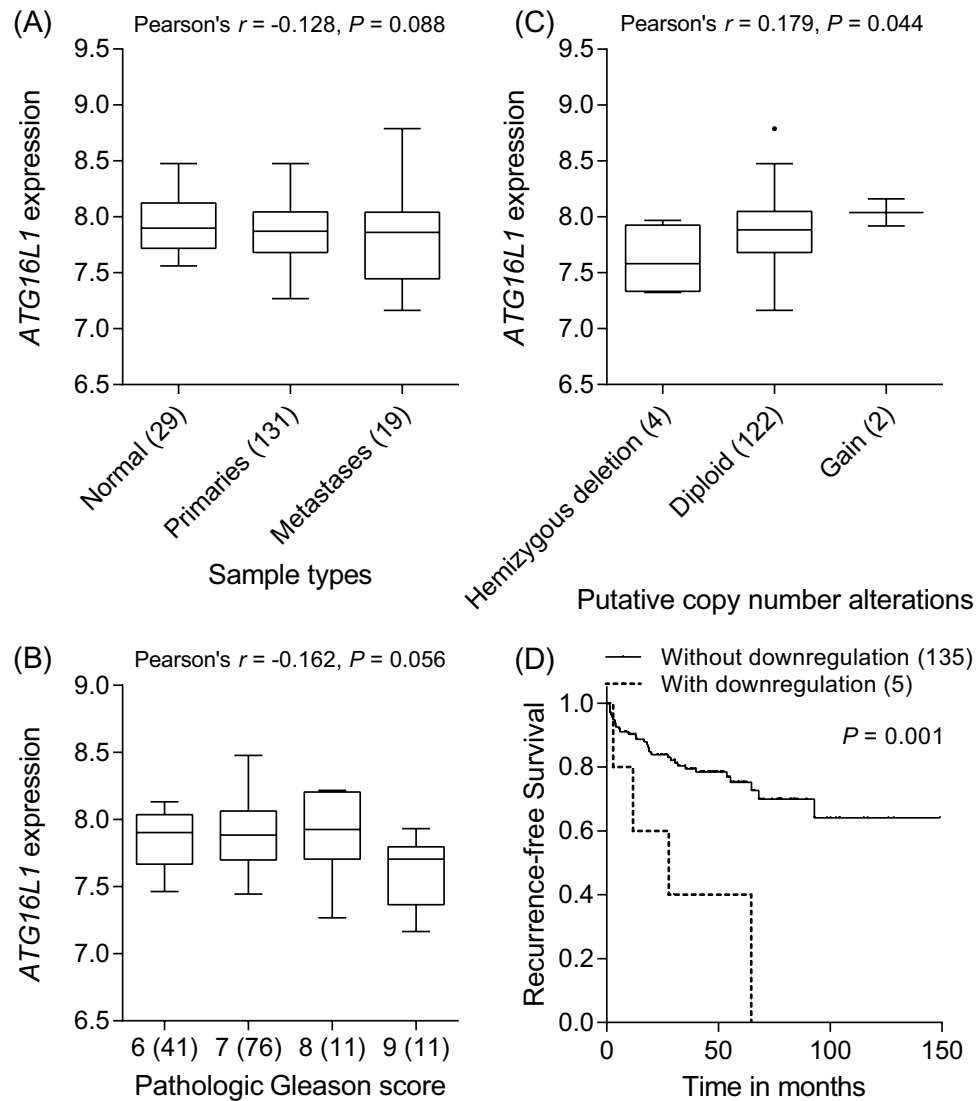 (A)
Pearson's r = -0.128, P = 0.088
ATG16L1 expression
9.5
9.0
8.5
8.0
7.5
7.0
6.5
Normal (29)
Primaries (131)
Metastases (19)
Sample types
(C)
Pearson's r = 0.179, P = 0.044
ATG16L1 expression
9.5
9.0
8.5
8.0
7.5
7.0
6.5
Hemizygous deletion (4)
Diploid (122)
Gain (2)
Putative copy number alterations
(B)
Pearson's r = -0.162, P = 0.056
ATG16L1 expression
9.0
8.5
8.0
7.5
7.0
6.5
6 (41) 7 (76) 8 (11) 9 (11)
Pathologic Gleason score
(D)
Without downregulation (135)
With downregulation (5)
P = 0.001
Recurrence-free Survival
1.0
0.8
0.6
0.4
0.2
0.0
0 50 100 150
Time in months